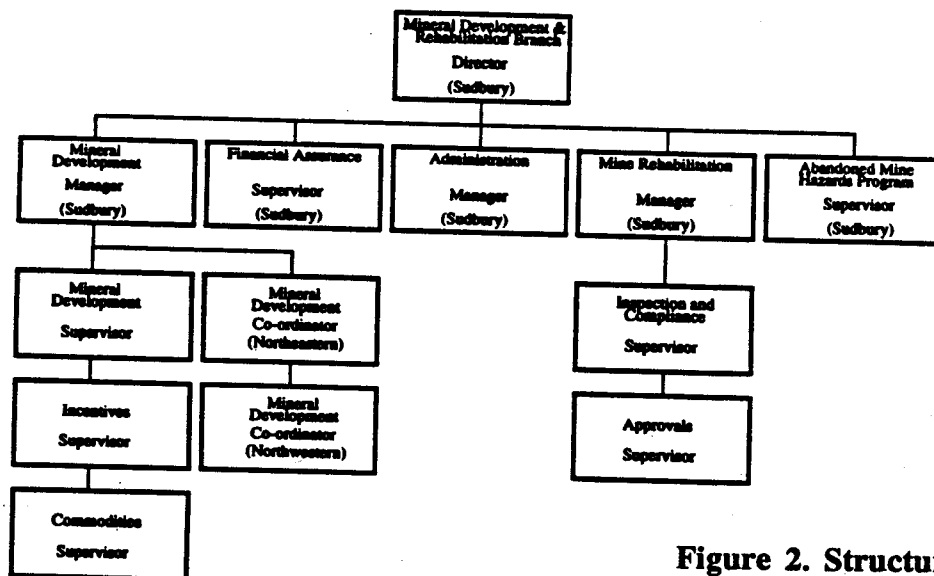 Mineral Development &
Rehabilitation Branch
Director
(Sudbury)
Mineral
Development
Manager
(Sudbury)
Financial Assurance
Supervisor
(Sudbury)
Administration
Manager
(Sudbury)
Mine Rehabilitation
Manager
(Sudbury)
Abandoned Mine
Hazards Program
Supervisor
(Sudbury)
Mineral
Development
Supervisor
Mineral
Development
Co-ordinator
(Northeastern)
Inspection and
Compliance
Supervisor
Incentives
Supervisor
Mineral
Development
Co-ordinator
(Northwestern)
Approvals
Supervisor
Commodities
Supervisor
Figure 2. Structu